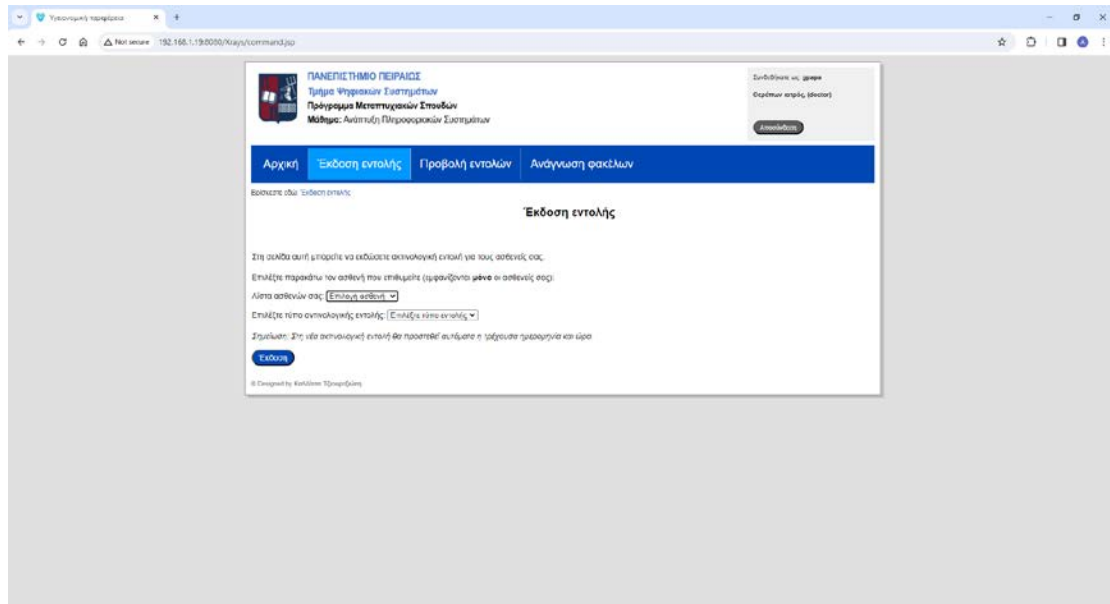 Υγειονομική περιφέρεια
Not secure 192.168.1.19:8080/Xrays/command.jsp
ΠΑΝΕΠΙΣΤΗΜΙΟ ΠΕΙΡΑΙΩΣ
Τμήμα Ψηφιακών Συστημάτων
Πρόγραμμα Μεταπτυχιακών Σπουδών
Μάθημα: Ανάπτυξη Πληροφοριακών Συστημάτων
Συνδεθήκατε ως:
Θεράπων ιατρός, (doctor)
Αποσύνδεση
Αρχική Έκδοση εντολής Προβολή εντολών Ανάγνωση φακέλων
Βρίσκεστε εδώ: Έκδοση εντολής
Έκδοση εντολής
Στη σελίδα αυτή μπορείτε να εκδώσετε ακτινολογική εντολή για τους ασθενείς σας.
Επιλέξτε παρακάτω τον ασθενή που επιθυμείτε (εμφανίζονται μόνο οι ασθενείς σας):
Λίστα ασθενών σας: Επιλογή ασθενή
Επιλέξτε τύπο ακτινολογικής εντολής: Επιλέξτε τύπο εντολής
Σημείωση: Στη νέα ακτινολογική εντολή θα προστεθεί αυτόματα η τρέχουσα ημερομηνία και ώρα
Έκδοση
© Designed by